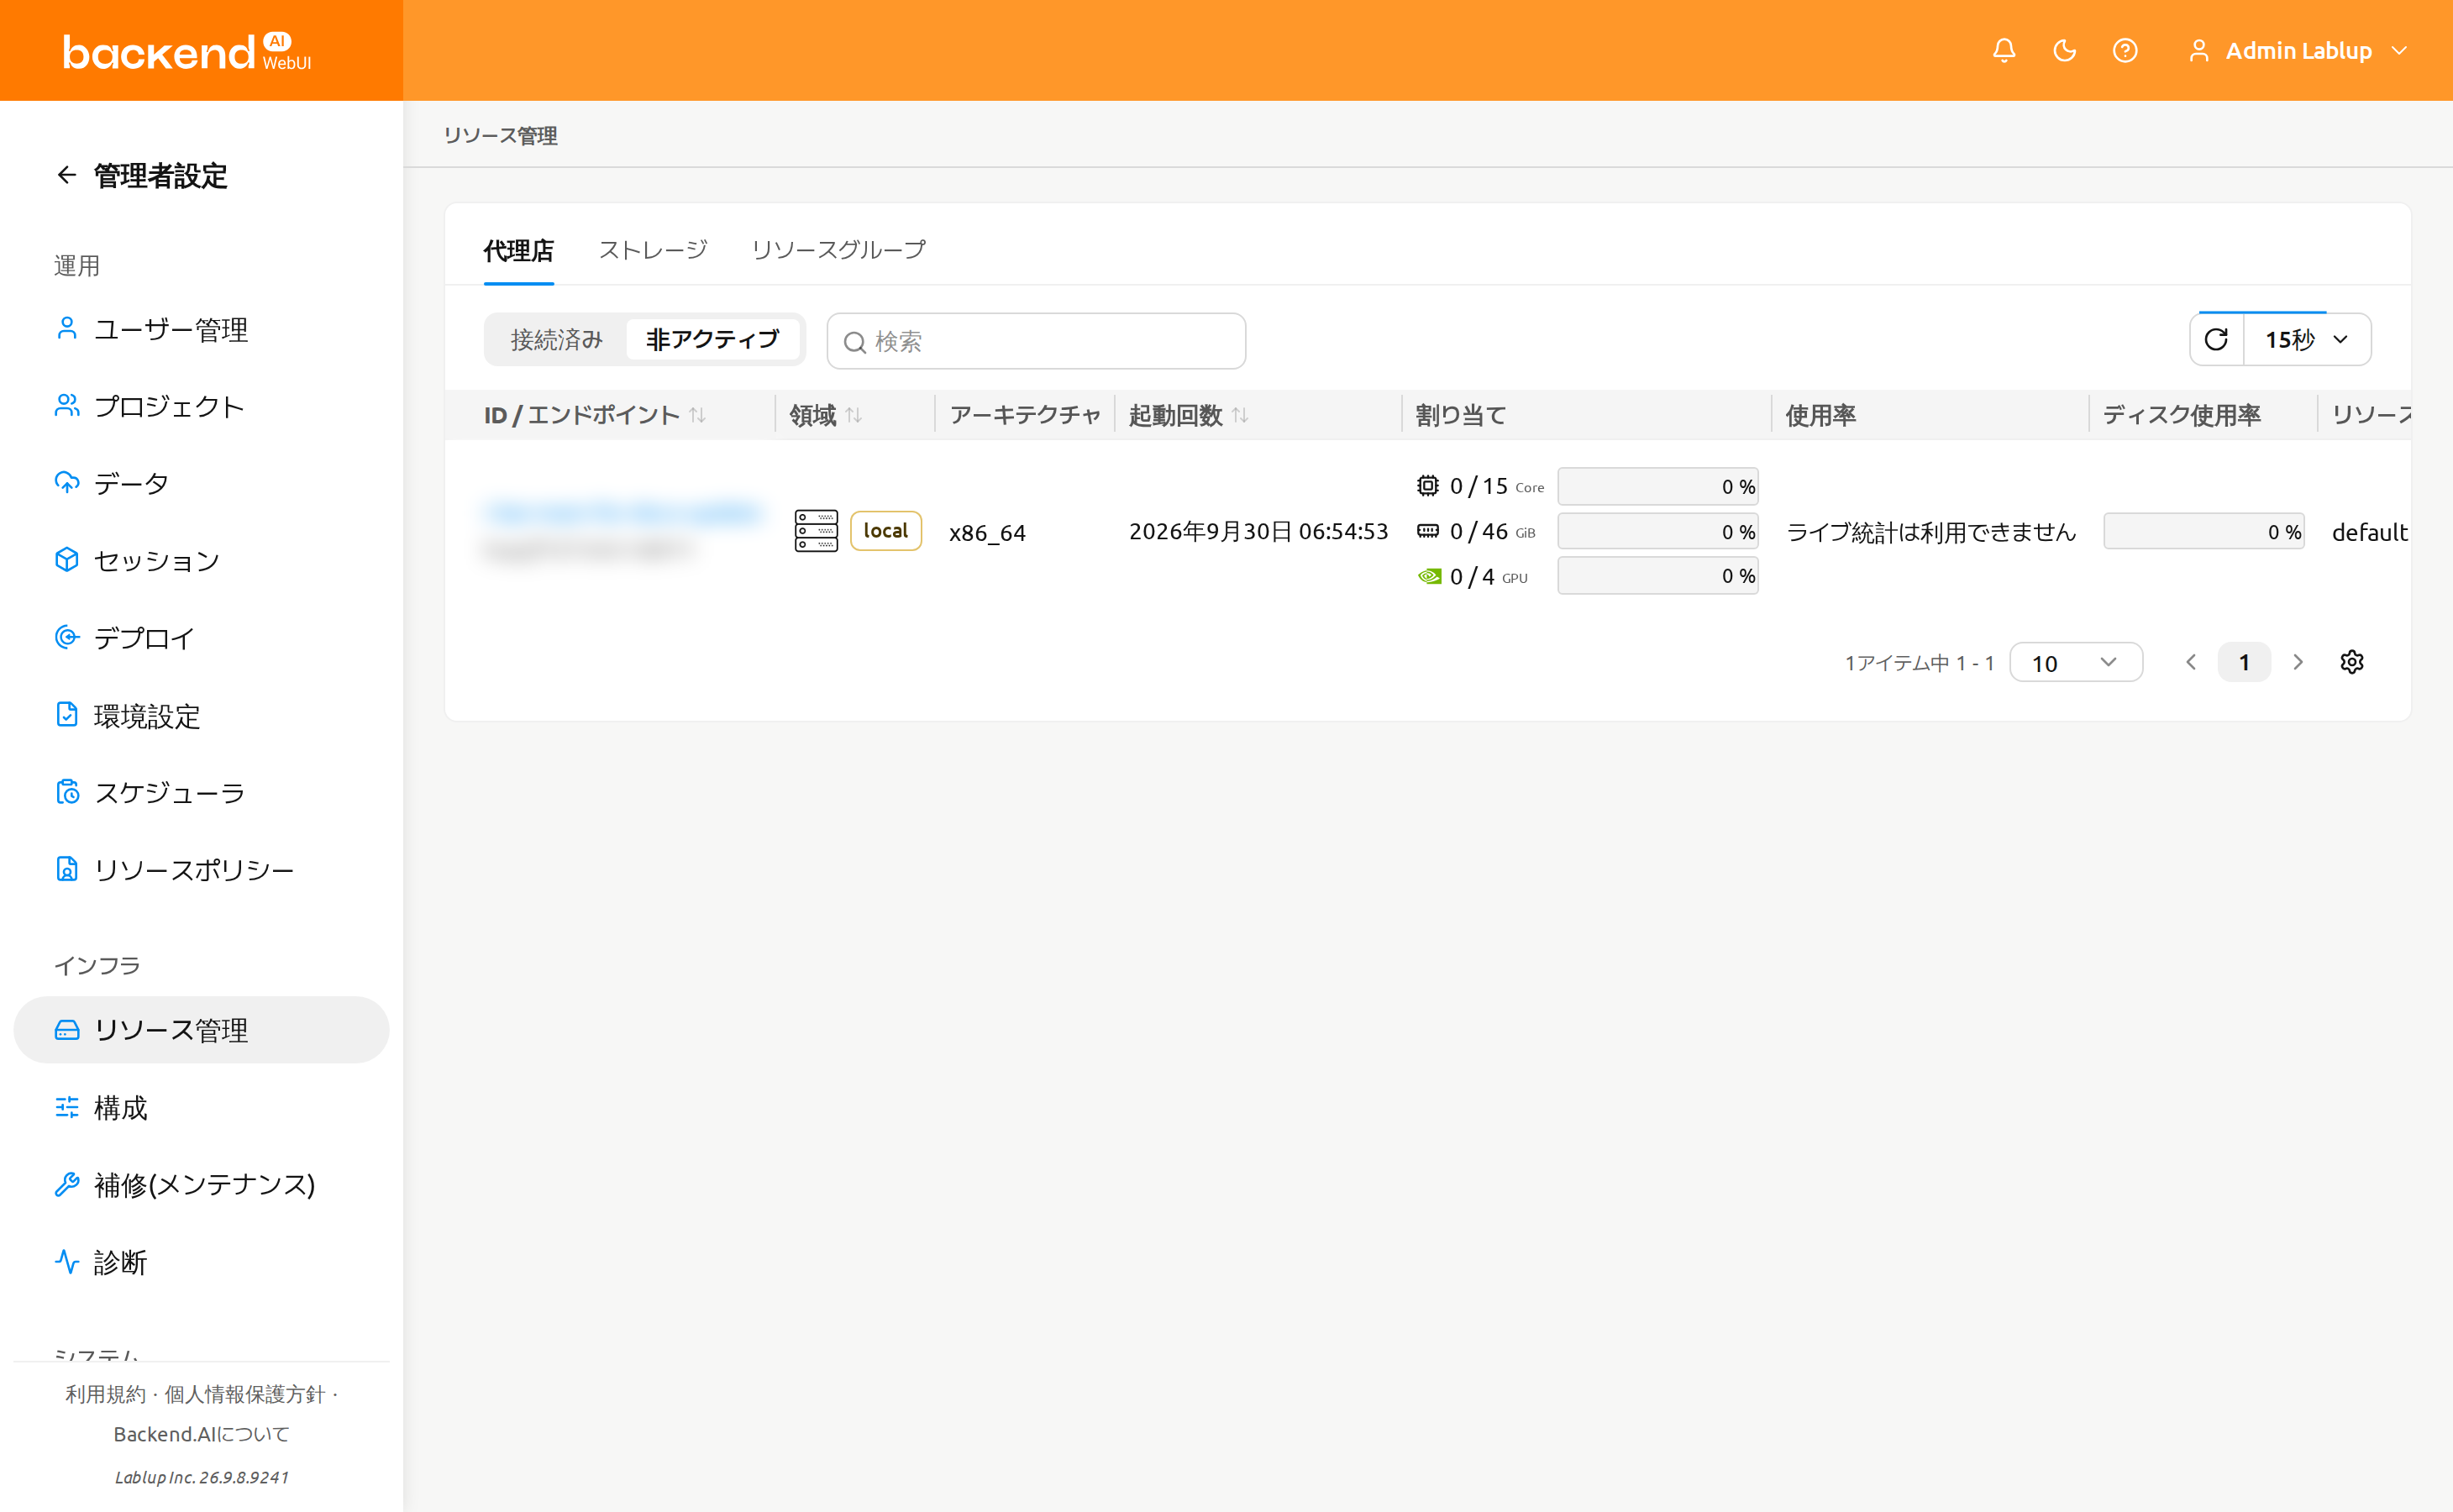 backend AI WebUI
Admin Lablup
管理者設定
運用
ユーザー管理
プロジェクト
データ
セッション
デプロイ
環境設定
スケジューラ
リソースポリシー
インフラ
リソース管理
構成
補修(メンテナンス)
診断
システム
利用規約 · 個人情報保護方針 ·
Backend.AIについて
Lablup Inc. 26.9.8.9241
リソース管理
代理店 ストレージ リソースグループ
接続済み 非アクティブ 検索 15秒
ID / エンドポイント 領域 アーキテクチャ 起動回数 割り当て 使用率 ディスク使用率 リソース
local x86_64 2026年9月30日 06:54:53
0 / 15 Core 0 %
0 / 46 GiB 0 %
0 / 4 GPU 0 %
ライブ統計は利用できません 0 % default
1アイテム中 1 - 1 10 1